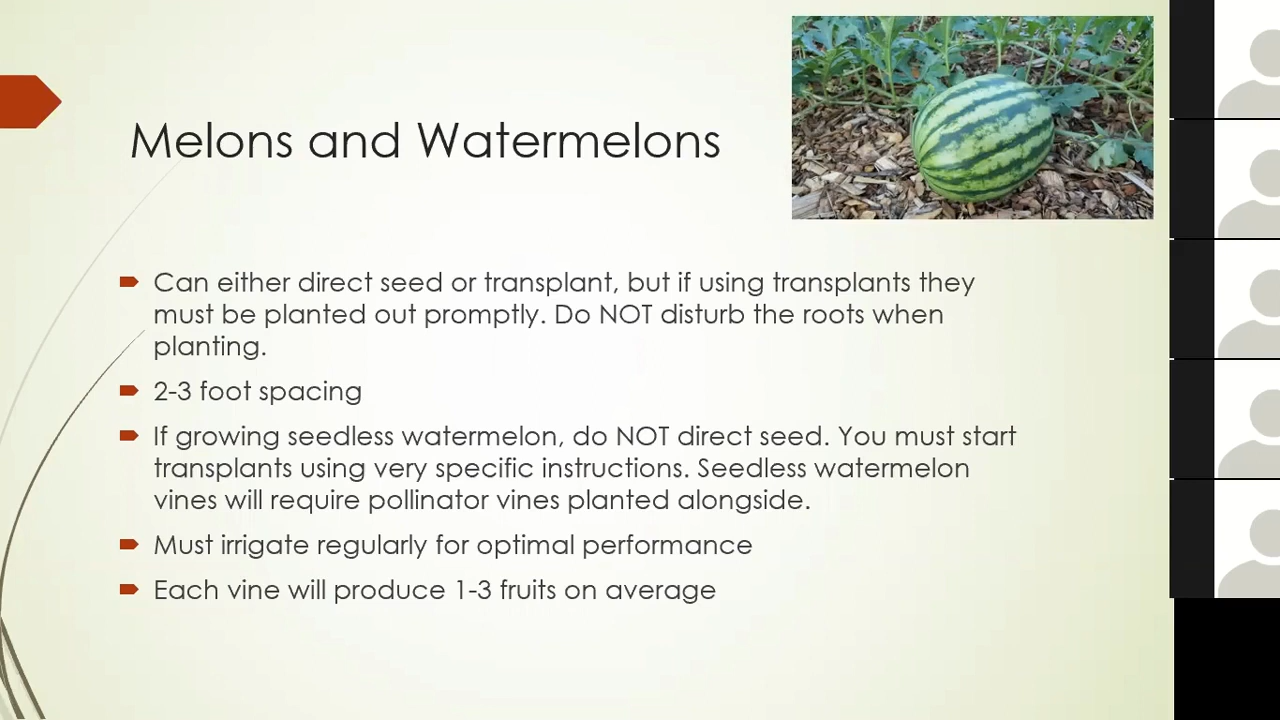 Melons and Watermelons
Can either direct seed or transplant, but if using transplants they
must be planted out promptly. Do NOT disturb the roots when
planting.
2-3 foot spacing
If growing seedless watermelon, do NOT direct seed. You must start
transplants using very specific instructions. Seedless watermelon
vines will require pollinator vines planted alongside.
Must irrigate regularly for optimal performance
Each vine will produce 1-3 fruits on average